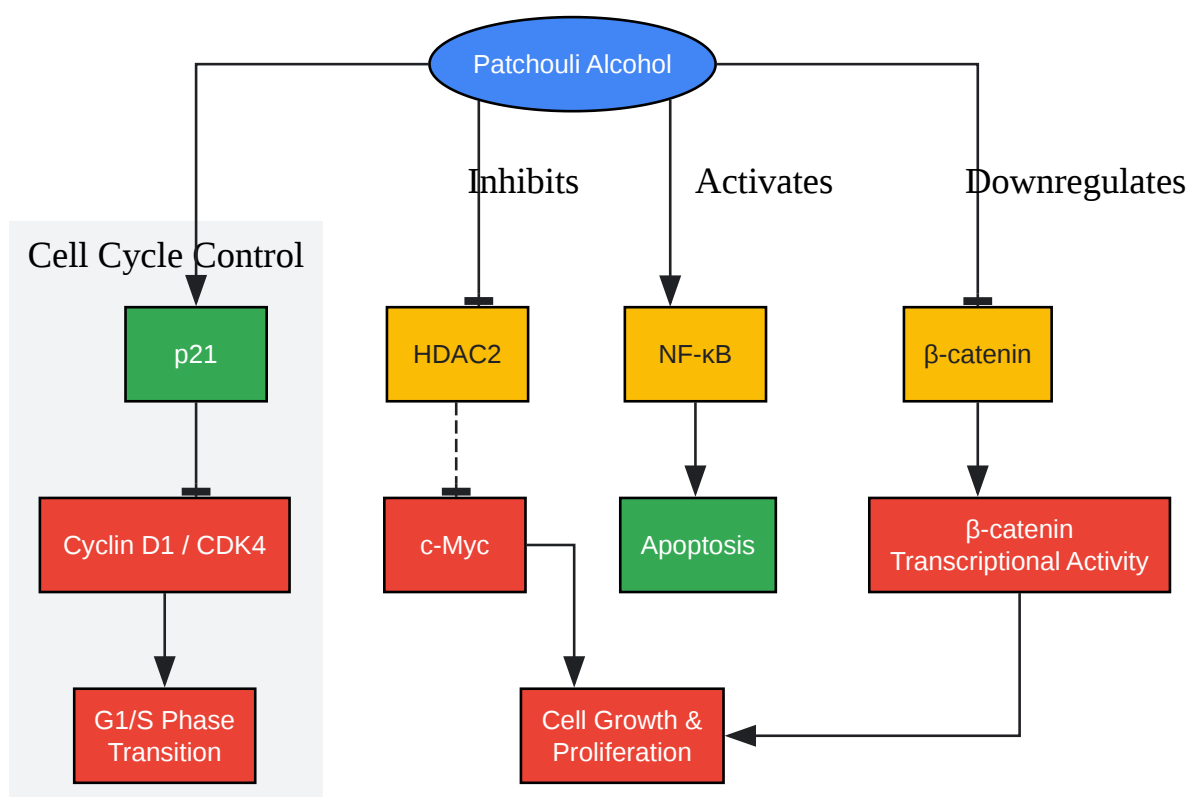 Patchouli Alcohol
Inhibits
Activates
Downregulates
Cell Cycle Control
p21
HDAC2
NF-κB
β-catenin
Cyclin D1 / CDK4
c-Myc
Apoptosis
β-catenin
Transcriptional Activity
G1/S Phase
Transition
Cell Growth &
Proliferation